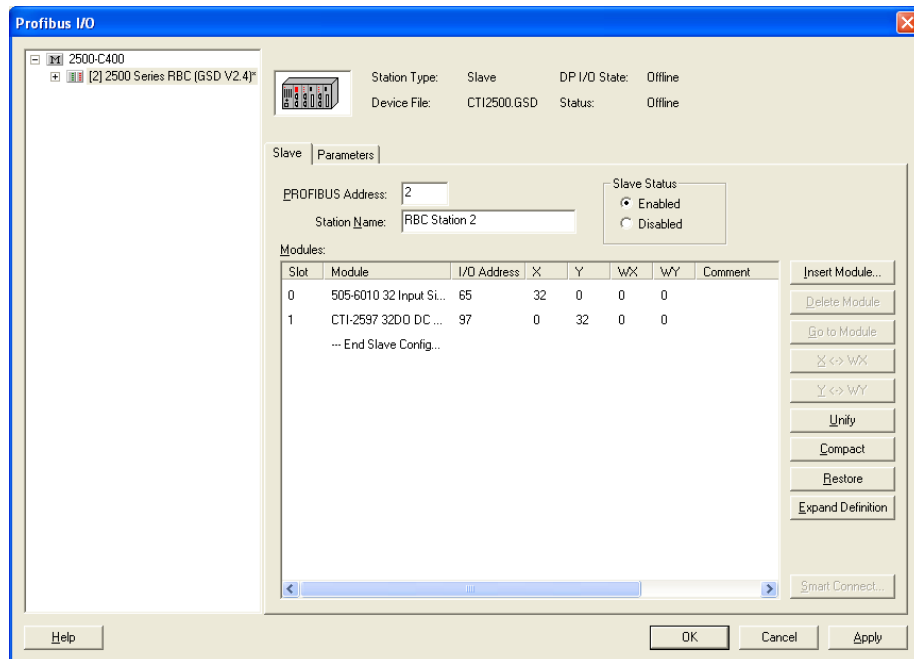 Profibus I/O
2500-C400
[2] 2500 Series RBC (GSD V2.4)*
Station Type: Slave DP I/O State: Offline
Device File: CTI2500.GSD Status: Offline
Slave Parameters
PROFIBUS Address: 2
Station Name: RBC Station 2
Slave Status
Enabled
Disabled
Modules:
Slot Module I/O Address X Y WX WY Comment
0 505-6010 32 Input Si... 65 32 0 0 0
1 CTI-2597 32DO DC ... 97 0 32 0 0
--- End Slave Config...
Insert Module...
Delete Module
Go to Module
X <-> WX
Y <-> WY
Unify
Compact
Restore
Expand Definition
Smart Connect...
Help OK Cancel Apply